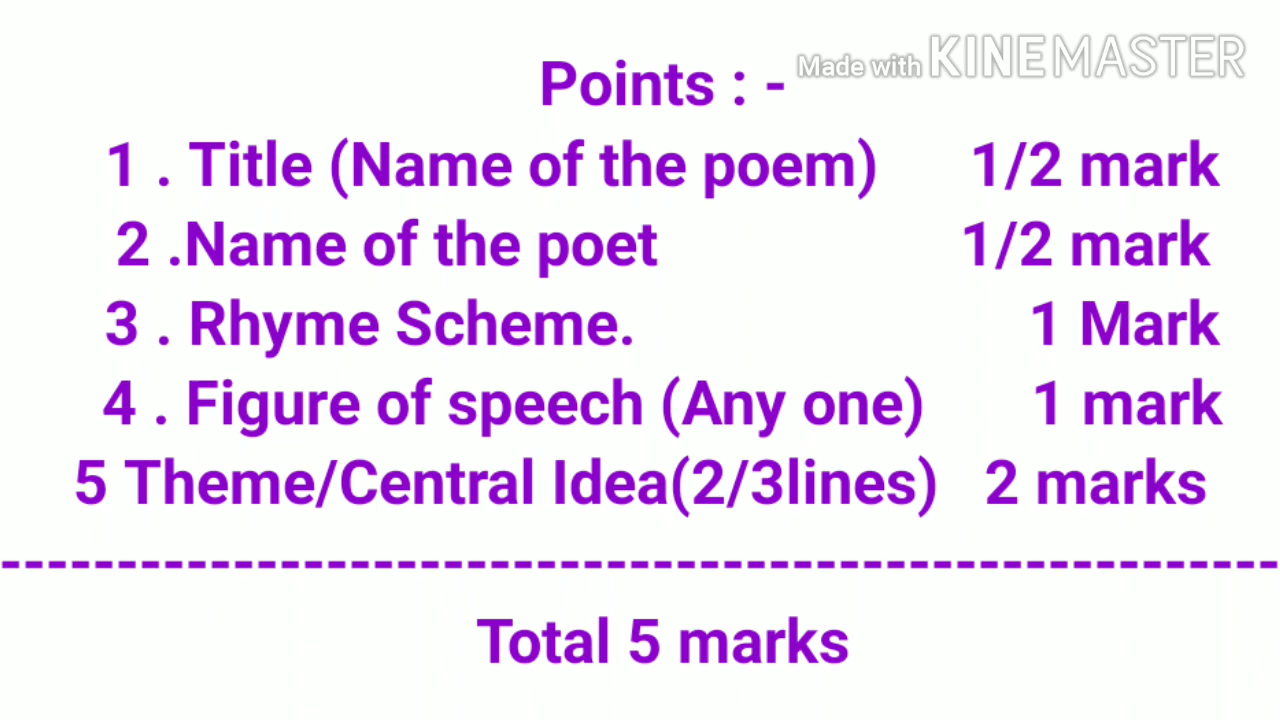 Made with KINEMASTER
Points : -
1 . Title (Name of the poem) 1/2 mark
2 .Name of the poet 1/2 mark
3 . Rhyme Scheme. 1 Mark
4 . Figure of speech (Any one) 1 mark
5 Theme/Central Idea(2/3lines) 2 marks
------------------------------------------------------
Total 5 marks